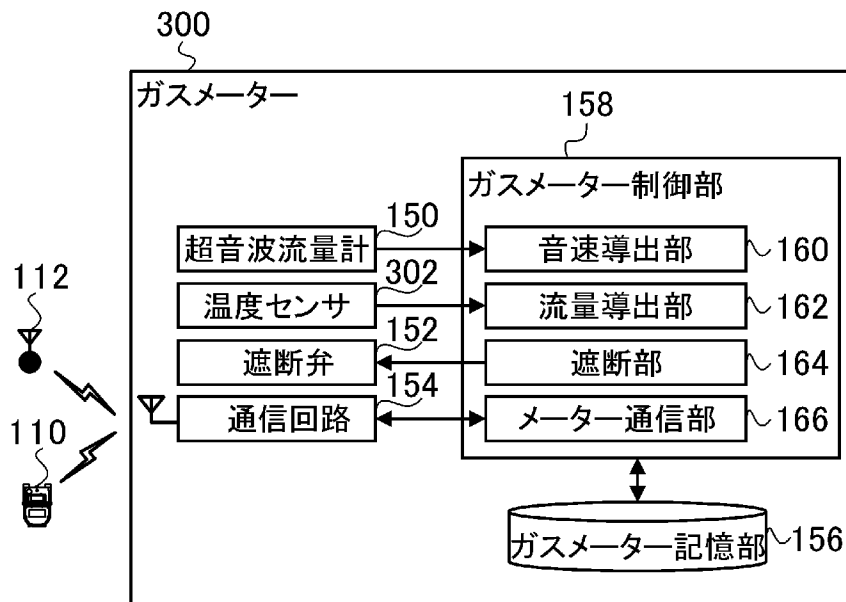 300
ガスメーター
158
ガスメーター制御部
150
超音波流量計
音速導出部
160
302
温度センサ
流量導出部
162
152
遮断弁
遮断部
164
154
通信回路
メーター通信部
166
112
110
ガスメーター記憶部
156